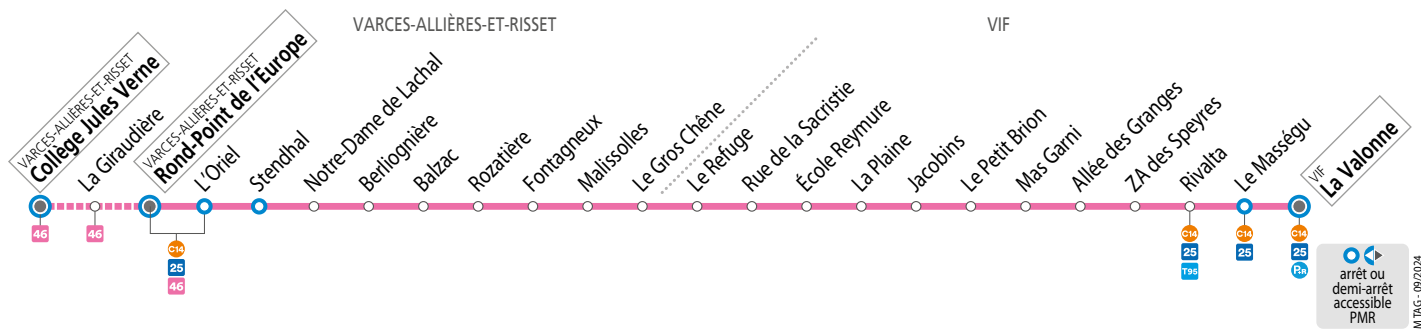 VARCES-ALLIÈRES-ET-RISSET
VIF
VARCES-ALLIÈRES-ET-RISSET
Collège Jules Verne
La Giraudière
VARCES-ALLIÈRES-ET-RISSET
Rond-Point de l'Europe
L'Oriel
Stendhal
Notre-Dame de Lachal
Berliognière
Balzac
Rozatière
Fontagneux
Malissolles
Le Gros Chêne
Le Refuge
Rue de la Sacristie
École Reymure
La Plaine
Jacobins
Le Petit Brion
Mas Garni
Allée des Granges
ZA des Speyres
Rivalta
Le Masségu
VIF
La Valonne
46
46
C14
25
46
C14
25
T95
C14
25
C14
25
P+R
arrêt ou
demi-arrêt
accessible
PMR
M TAG - 09/2024